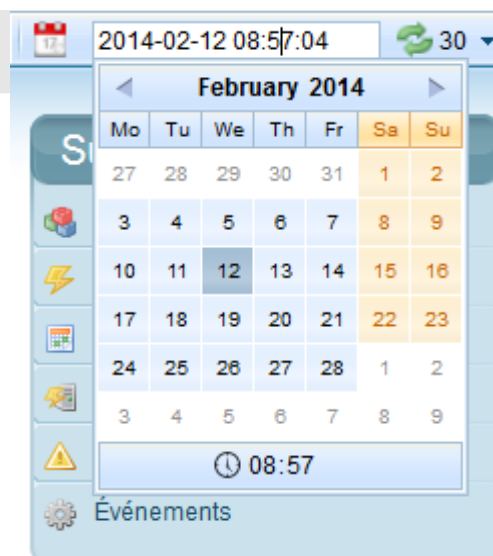 17
2014-02-12 08:57:04
30
February 2014
Mo Tu We Th Fr Sa Su
27 28 29 30 31 1 2
3 4 5 6 7 8 9
10 11 12 13 14 15 16
17 18 19 20 21 22 23
24 25 26 27 28 1 2
3 4 5 6 7 8 9
08:57
Événements